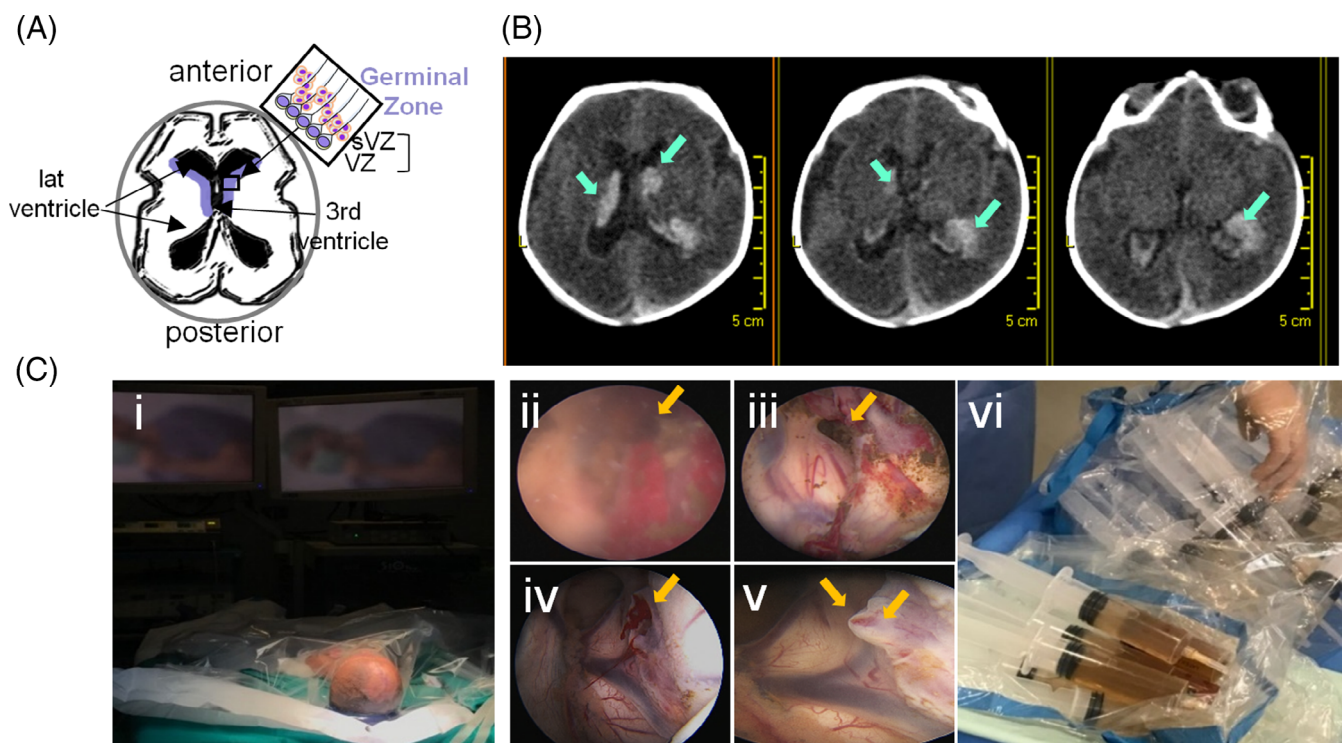 (A)
anterior
Germinal
Zone
sVZ
VZ
lat
ventricle
3rd
ventricle
posterior
(B)
L
5 cm
L
5 cm
L
5 cm
(C)
i
ii
iii
iv
v
vi